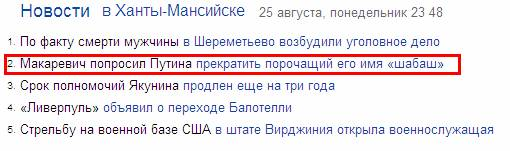 Новости в Ханты-Мансийске 25 августа, понедельник 23 48
1. По факту смерти мужчины в Шереметьево возбудили уголовное дело
2. Макаревич попросил Путина прекратить порочащий его имя «шабаш»
3. Срок полномочий Якунина продлен еще на три года
4. «Ливерпуль» объявил о переходе Балотелли
5. Стрельбу на военной базе США в штате Вирджиния открыла военнослужащая